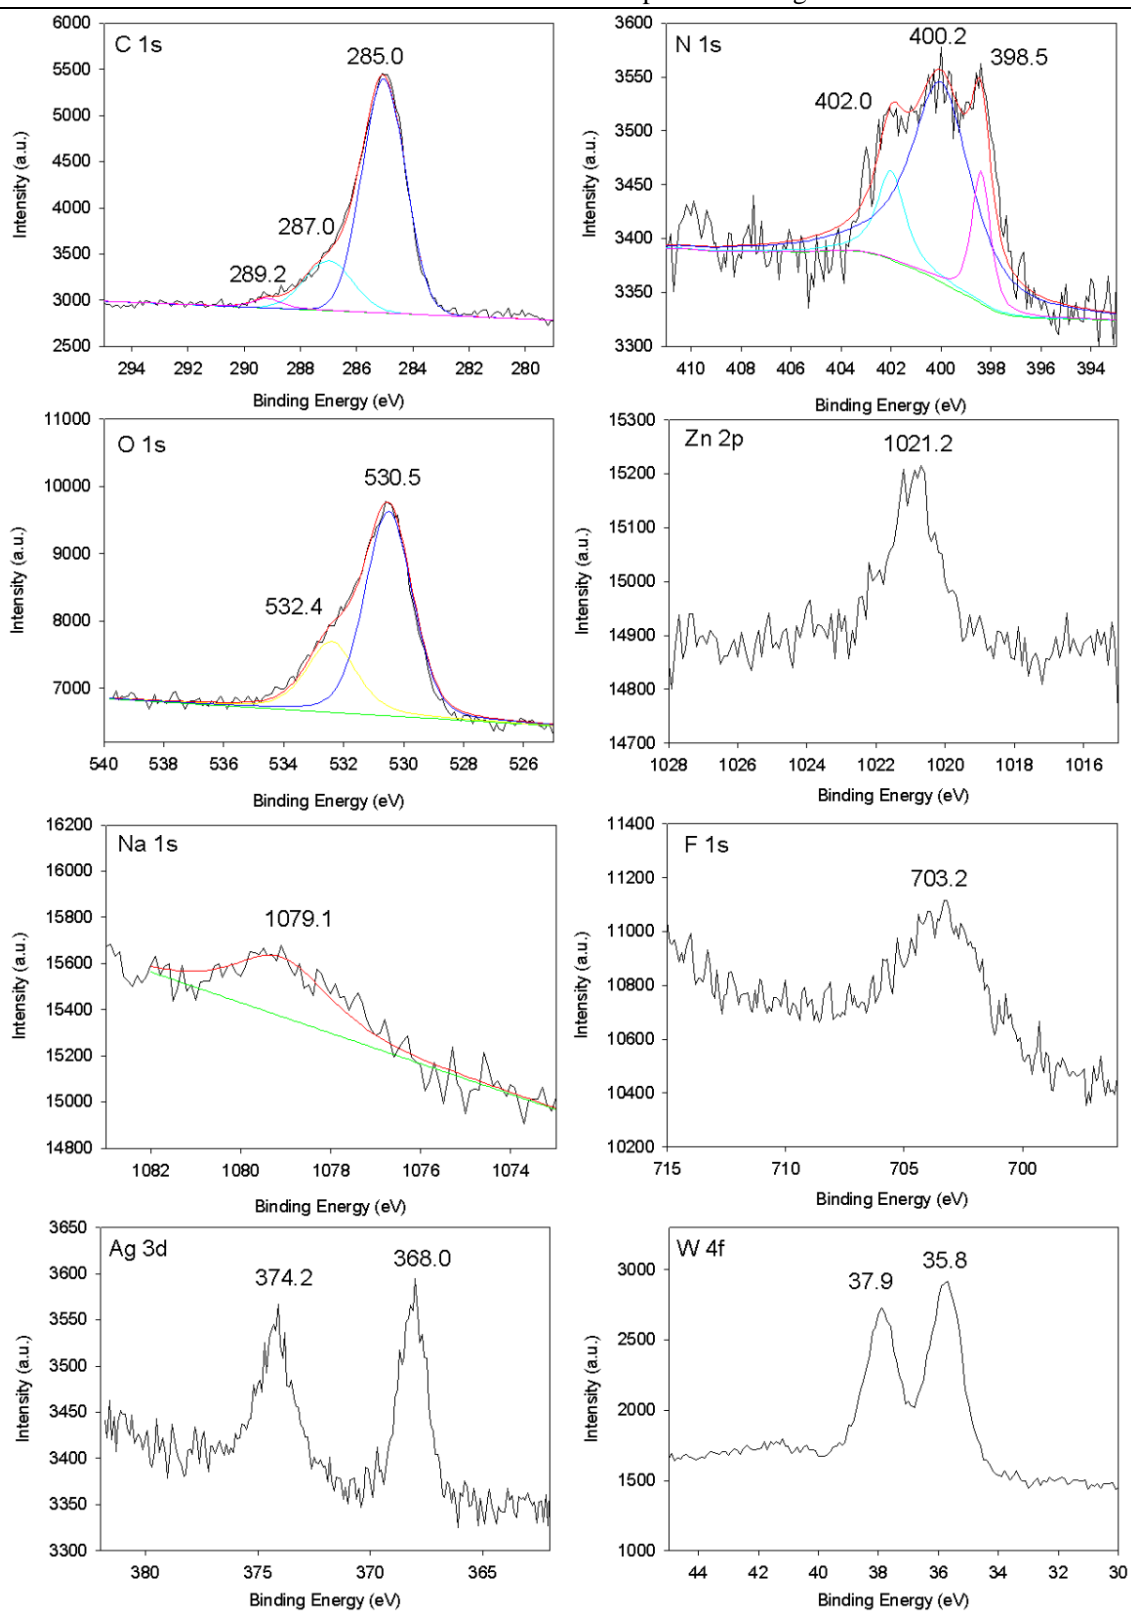 C 1s
285.0
287.0
289.2
6000
5500
5000
4500
4000
3500
3000
2500
Intensity (a.u.)
294 292 290 288 286 284 282 280
Binding Energy (eV)
N 1s
400.2
398.5
402.0
3600
3550
3500
3450
3400
3350
3300
Intensity (a.u.)
410 408 406 404 402 400 398 396 394
Binding Energy (eV)
O 1s
530.5
532.4
11000
10000
9000
8000
7000
Intensity (a.u.)
540 538 536 534 532 530 528 526
Binding Energy (eV)
Zn 2p
1021.2
15300
15200
15100
15000
14900
14800
14700
Intensity (a.u.)
1028 1026 1024 1022 1020 1018 1016
Binding Energy (eV)
Na 1s
1079.1
16200
16000
15800
15600
15400
15200
15000
14800
Intensity (a.u.)
1082 1080 1078 1076 1074
Binding Energy (eV)
F 1s
703.2
11400
11200
11000
10800
10600
10400
10200
Intensity (a.u.)
715 710 705 700
Binding Energy (eV)
Ag 3d
374.2
368.0
3650
3600
3550
3500
3450
3400
3350
3300
Intensity (a.u.)
380 375 370 365
Binding Energy (eV)
W 4f
37.9
35.8
3000
2500
2000
1500
1000
Intensity (a.u.)
44 42 40 38 36 34 32 30
Binding Energy (eV)